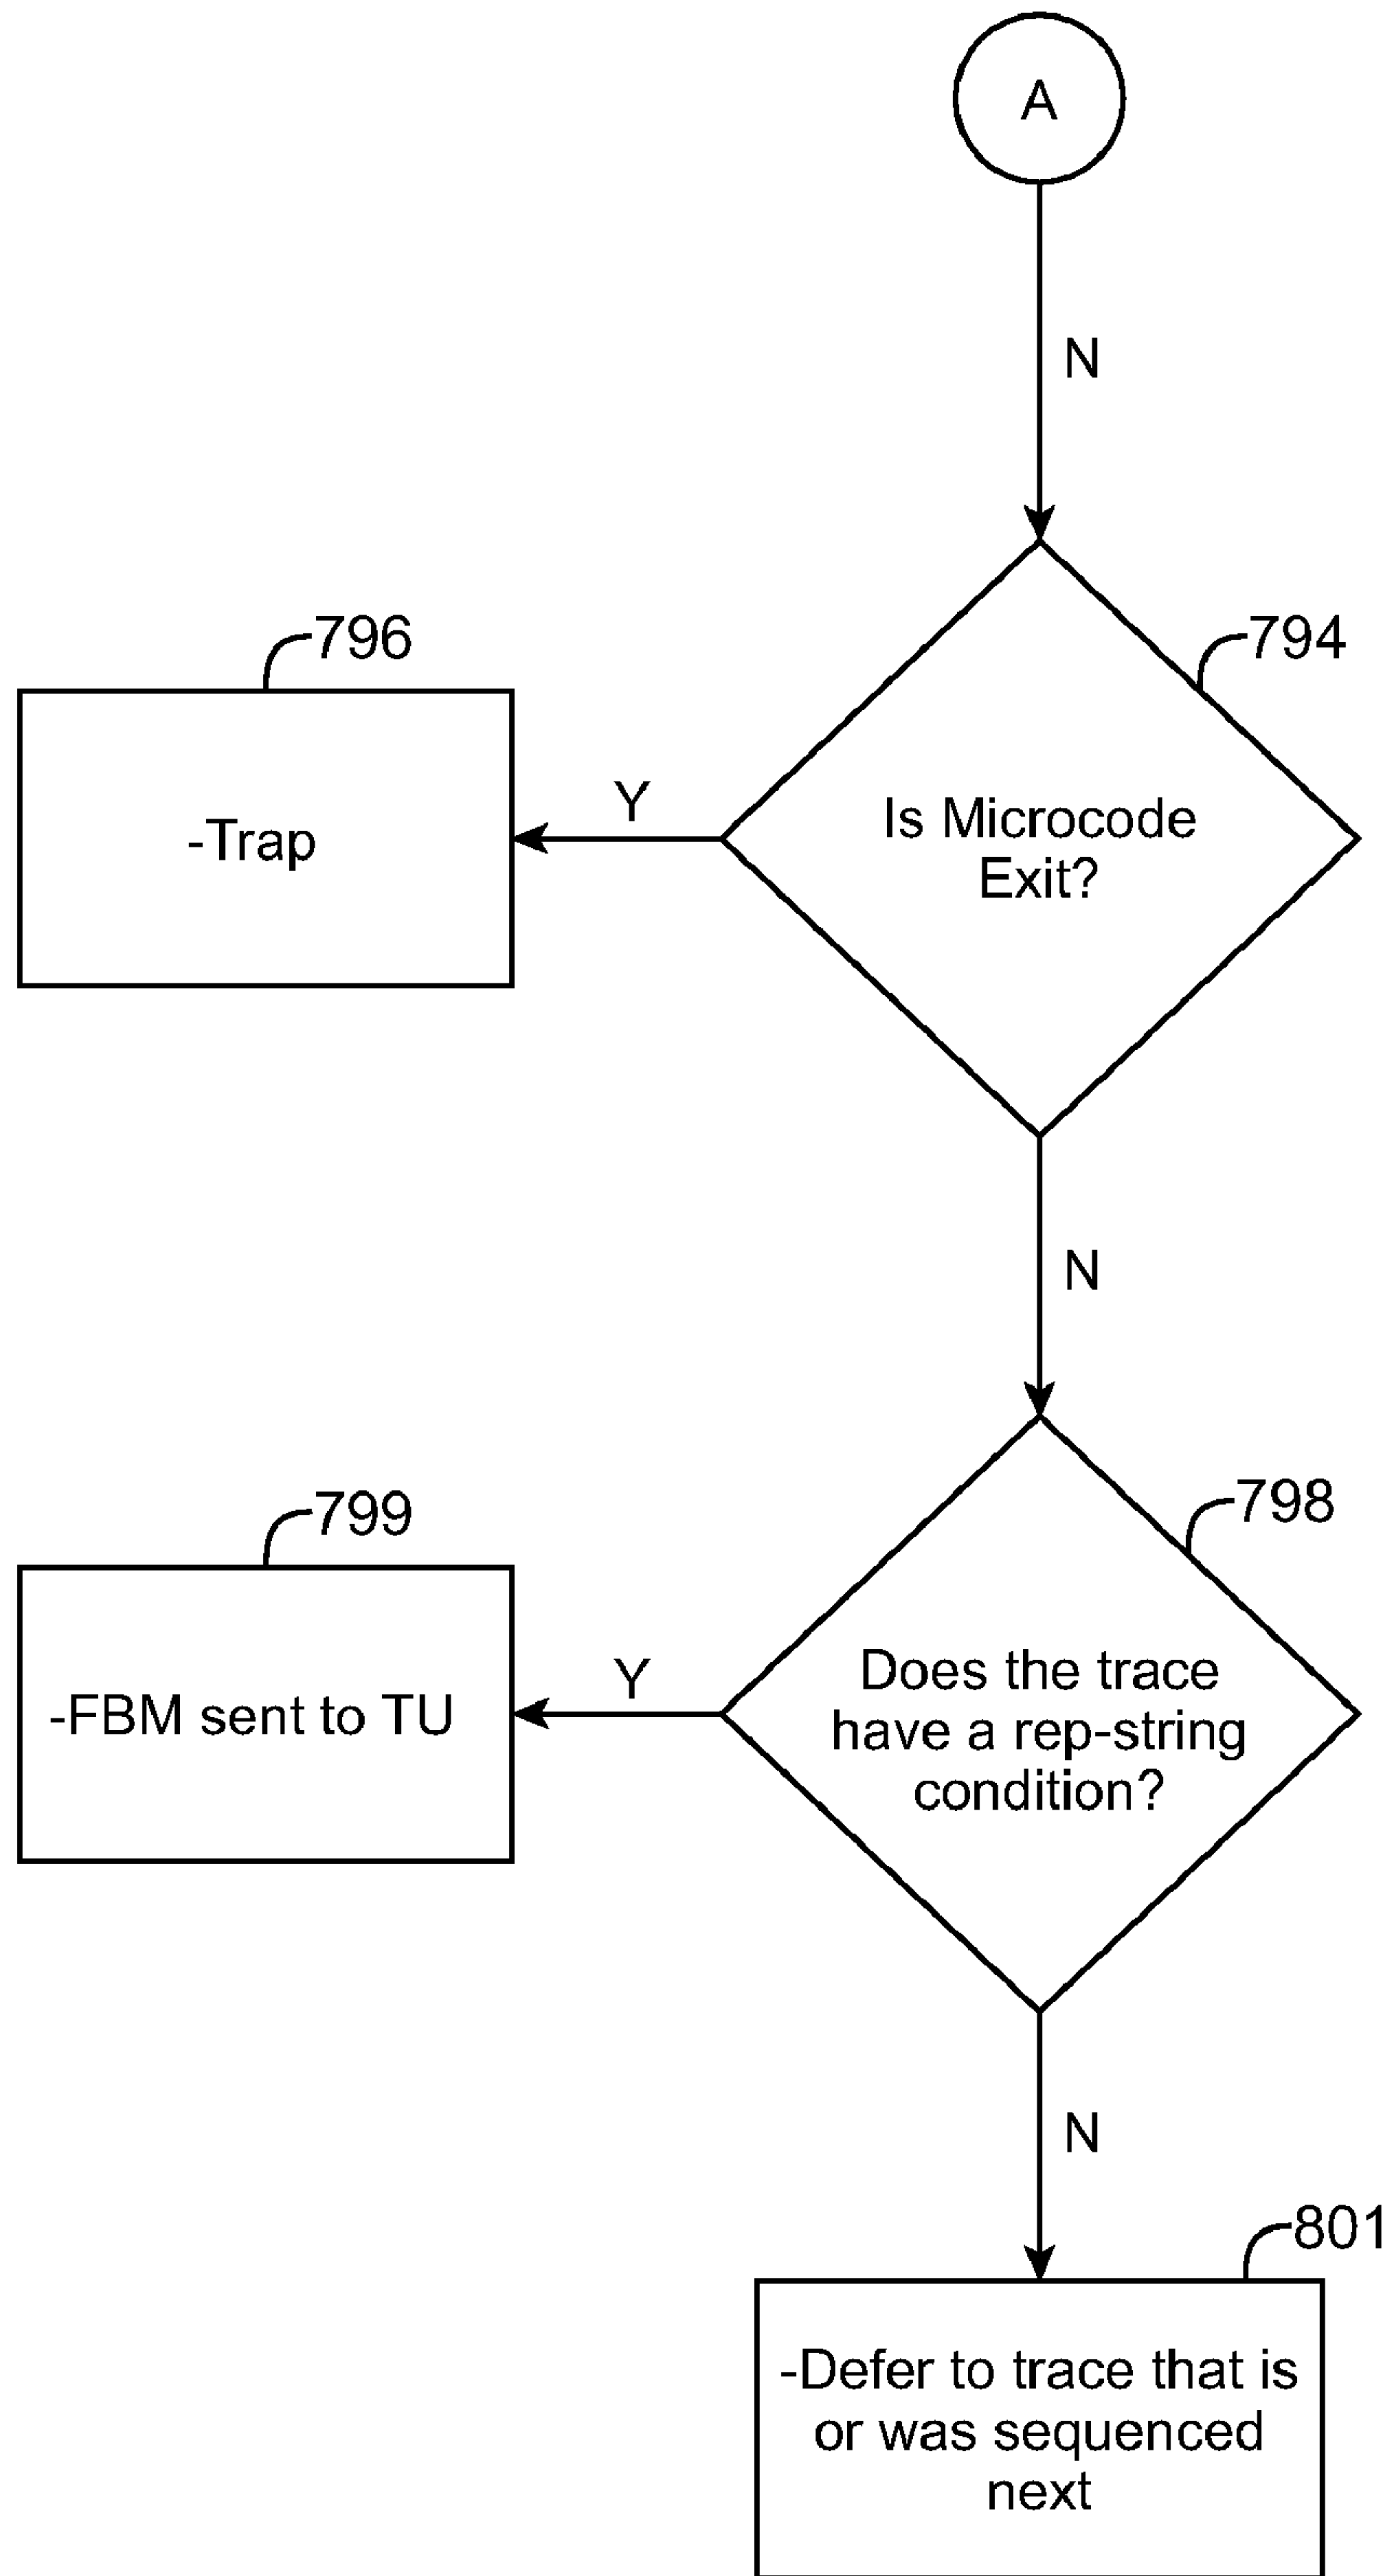 A
N
796
794
-Trap
Y
Is Microcode
Exit?
N
799
798
-FBM sent to TU
Y
Does the trace
have a rep-string
condition?
N
801
-Defer to trace that is
or was sequenced
next